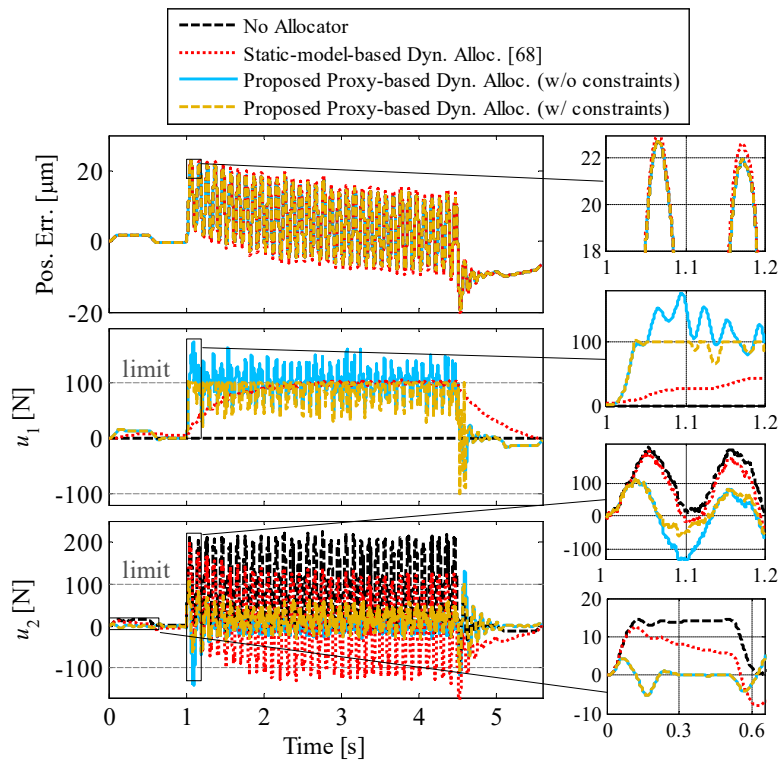 No Allocator
Static-model-based Dyn. Alloc. [68]
Proposed Proxy-based Dyn. Alloc. (w/o constraints)
Proposed Proxy-based Dyn. Alloc. (w/ constraints)
Pos. Err. [μm]
20
0
-20
22
20
18
1 1.1 1.2
u1 [N]
limit
100
0
-100
100
0
1 1.1 1.2
u2 [N]
limit
200
100
0
-100
0 1 2 3 4 5
Time [s]
100
0
-100
1 1.1 1.2
20
10
0
-10
0 0.3 0.6